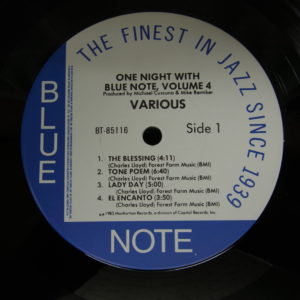 THE FINEST IN JAZZ SINCE 1939
BLUE
NOTE
ONE NIGHT WITH
BLUE NOTE, VOLUME 4
Produced by Michael Cuscuna & Mike Berniker
VARIOUS
BT-85116
Side 1
1. THE BLESSING (4:11)
(Charles Lloyd) Forest Farm Music (BMI)
2. TONE POEM (6:40)
(Charles Lloyd) Forest Farm Music (BMI)
3. LADY DAY (5:00)
(Charles Lloyd) Forest Farm Music (BMI)
4. EL ENCANTO (3:50)
(Charles Lloyd) Forest Farm Music (BMI)
1985 Manhattan Records, a division of Capitol Records, Inc.